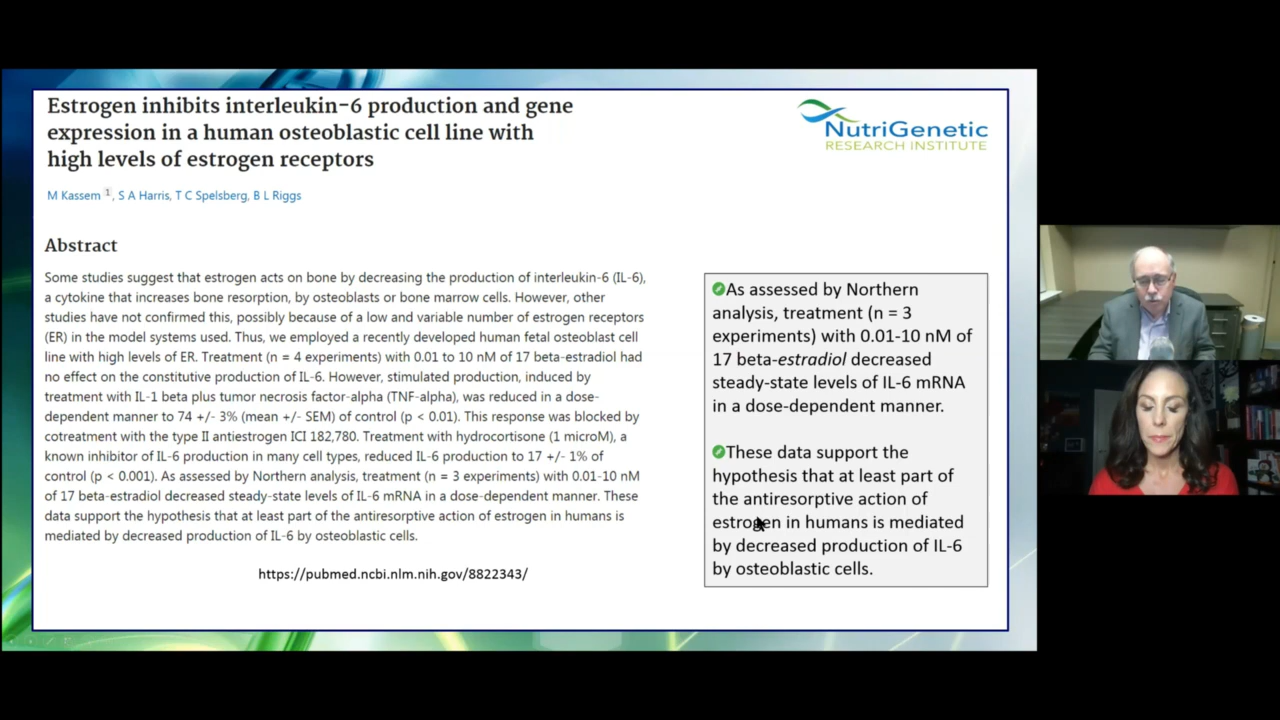 Estrogen inhibits interleukin-6 production and gene
expression in a human osteoblastic cell line with
high levels of estrogen receptors
NutriGenetic
RESEARCH INSTITUTE
M Kassem 1, S A Harris, T C Spelsberg, B L Riggs
Abstract
Some studies suggest that estrogen acts on bone by decreasing the production of interleukin-6 (IL-6),
a cytokine that increases bone resorption, by osteoblasts or bone marrow cells. However, other
studies have not confirmed this, possibly because of a low and variable number of estrogen receptors
(ER) in the model systems used. Thus, we employed a recently developed human fetal osteoblast cell
line with high levels of ER. Treatment (n = 4 experiments) with 0.01 to 10 nM of 17 beta-estradiol had
no effect on the constitutive production of IL-6. However, stimulated production, induced by
treatment with IL-1 beta plus tumor necrosis factor-alpha (TNF-alpha), was reduced in a dose-
dependent manner to 74 +/- 3% (mean +/- SEM) of control (p < 0.01). This response was blocked by
cotreatment with the type II antiestrogen ICI 182,780. Treatment with hydrocortisone (1 microM), a
known inhibitor of IL-6 production in many cell types, reduced IL-6 production to 17 +/- 1% of
control (p < 0.001). As assessed by Northern analysis, treatment (n = 3 experiments) with 0.01-10 nM
of 17 beta-estradiol decreased steady-state levels of IL-6 mRNA in a dose-dependent manner. These
data support the hypothesis that at least part of the antiresorptive action of estrogen in humans is
mediated by decreased production of IL-6 by osteoblastic cells.
https://pubmed.ncbi.nlm.nih.gov/8822343/
As assessed by Northern
analysis, treatment (n = 3
experiments) with 0.01-10 nM of
17 beta-estradiol decreased
steady-state levels of IL-6 mRNA
in a dose-dependent manner.
These data support the
hypothesis that at least part of
the antiresorptive action of
estrogen in humans is mediated
by decreased production of IL-6
by osteoblastic cells.